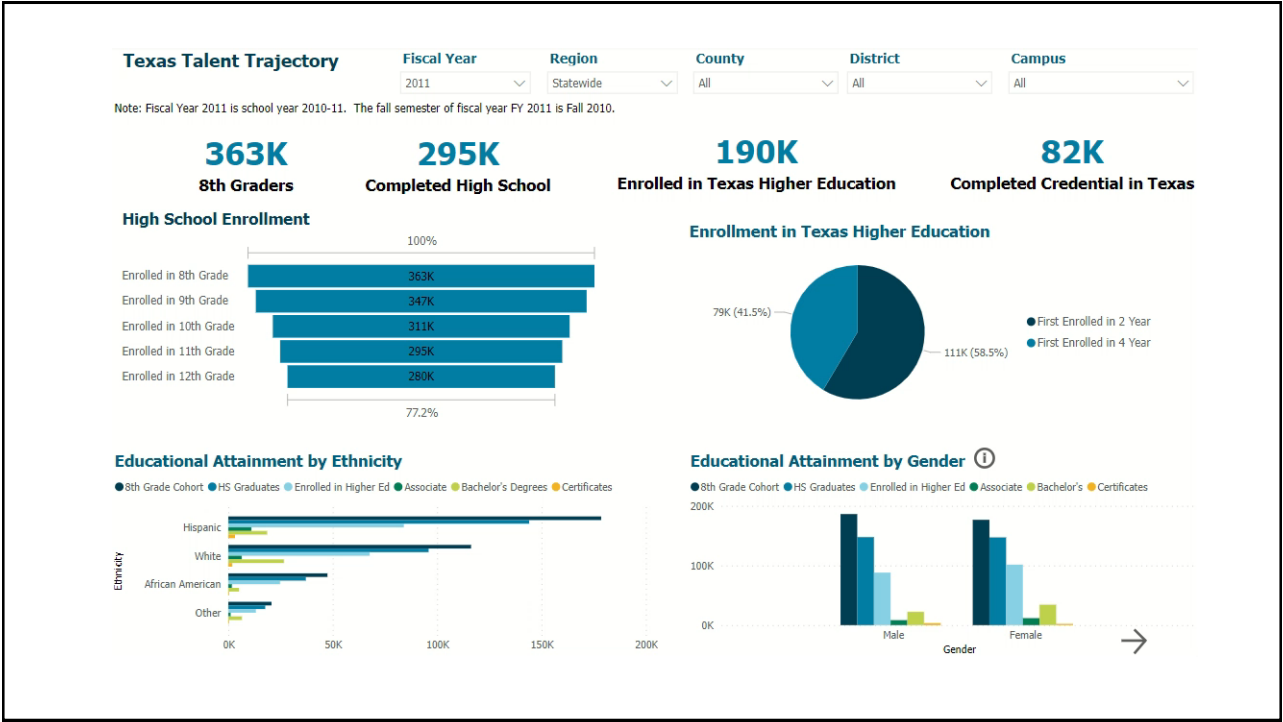 Texas Talent Trajectory
Fiscal Year
2011
Region
Statewide
County
All
District
All
Campus
All
Note: Fiscal Year 2011 is school year 2010-11. The fall semester of fiscal year FY 2011 is Fall 2010.
363K
8th Graders
295K
Completed High School
190K
Enrolled in Texas Higher Education
82K
Completed Credential in Texas
High School Enrollment
100%
Enrolled in 8th Grade 363K
Enrolled in 9th Grade 347K
Enrolled in 10th Grade 311K
Enrolled in 11th Grade 295K
Enrolled in 12th Grade 280K
77.2%
Enrollment in Texas Higher Education
79K (41.5%)
111K (58.5%)
First Enrolled in 2 Year
First Enrolled in 4 Year
Educational Attainment by Ethnicity
8th Grade Cohort HS Graduates Enrolled in Higher Ed Associate Bachelor's Degrees Certificates
Ethnicity
Hispanic
White
African American
Other
0K 50K 100K 150K 200K
Educational Attainment by Gender
8th Grade Cohort HS Graduates Enrolled in Higher Ed Associate Bachelor's Certificates
200K
100K
0K
Male Female
Gender